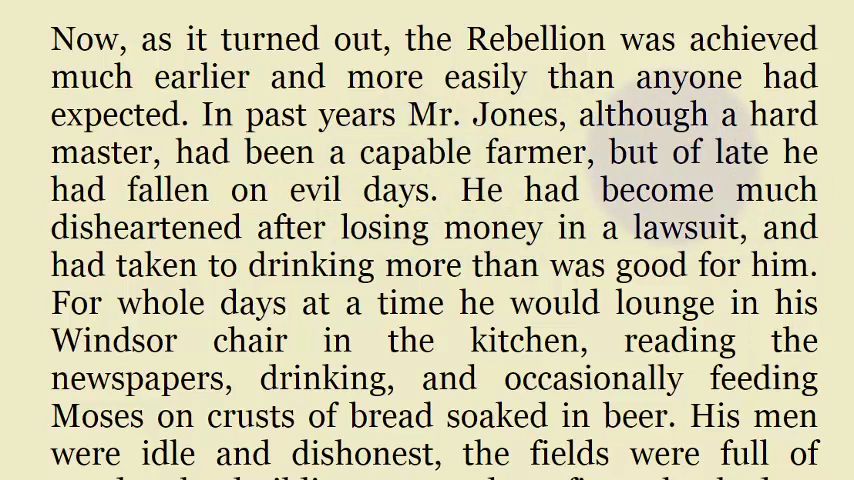 Now, as it turned out, the Rebellion was achieved
much earlier and more easily than anyone had
expected. In past years Mr. Jones, although a hard
master, had been a capable farmer, but of late he
had fallen on evil days. He had become much
disheartened after losing money in a lawsuit, and
had taken to drinking more than was good for him.
For whole days at a time he would lounge in his
Windsor chair in the kitchen, reading the
newspapers, drinking, and occasionally feeding
Moses on crusts of bread soaked in beer. His men
were idle and dishonest, the fields were full of